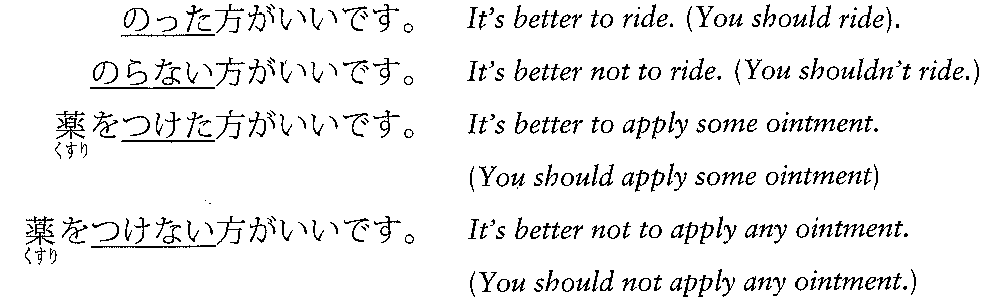 のった方がいいです。 It's better to ride. (You should ride).
のらない方がいいです。 It's better not to ride. (You shouldn't ride.)
薬をつけた方がいいです。 It's better to apply some ointment.
くすり
(You should apply some ointment)
薬をつけない方がいいです。 It's better not to apply any ointment.
くすり
(You should not apply any ointment.)